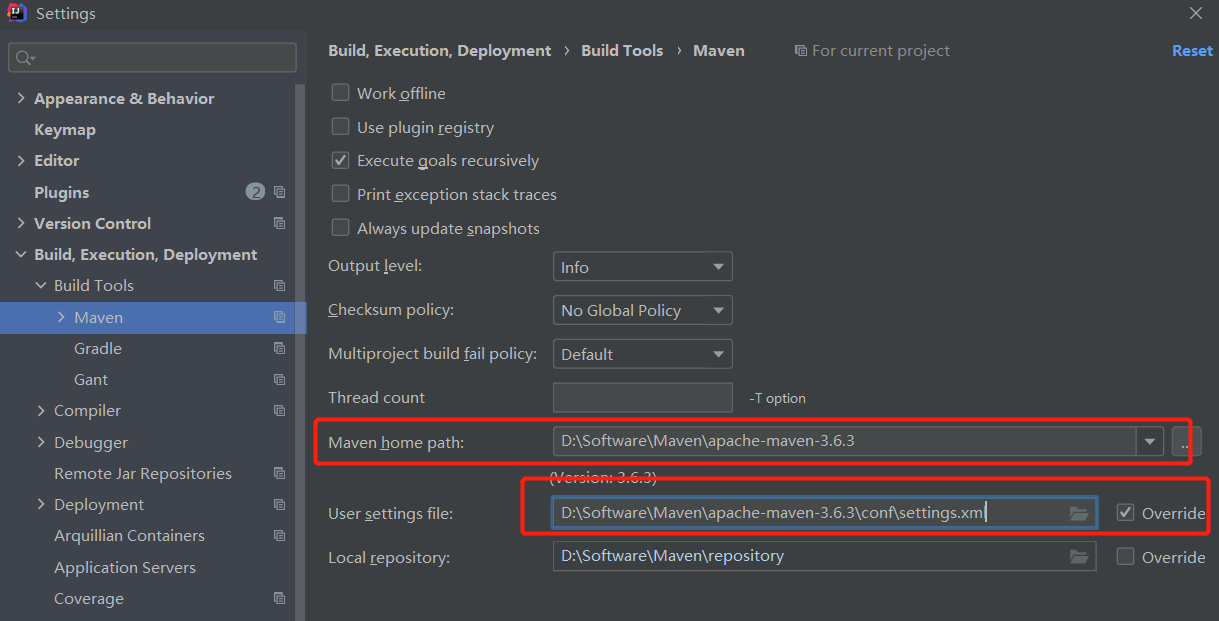 Settings
Build, Execution, Deployment › Build Tools › Maven For current project Reset
Appearance & Behavior
Keymap
Editor
Plugins 2
Version Control
Build, Execution, Deployment
Build Tools
Maven
Gradle
Gant
Compiler
Debugger
Remote Jar Repositories
Deployment
Arquillian Containers
Application Servers
Coverage
Work offline
Use plugin registry
Execute goals recursively
Print exception stack traces
Always update snapshots
Output level: Info
Checksum policy: No Global Policy
Multiproject build fail policy: Default
Thread count -T option
Maven home path: D:\Software\Maven\apache-maven-3.6.3 ...
(Version: 3.6.3)
User settings file: D:\Software\Maven\apache-maven-3.6.3\conf\settings.xml Override
Local repository: D:\Software\Maven\repository Override